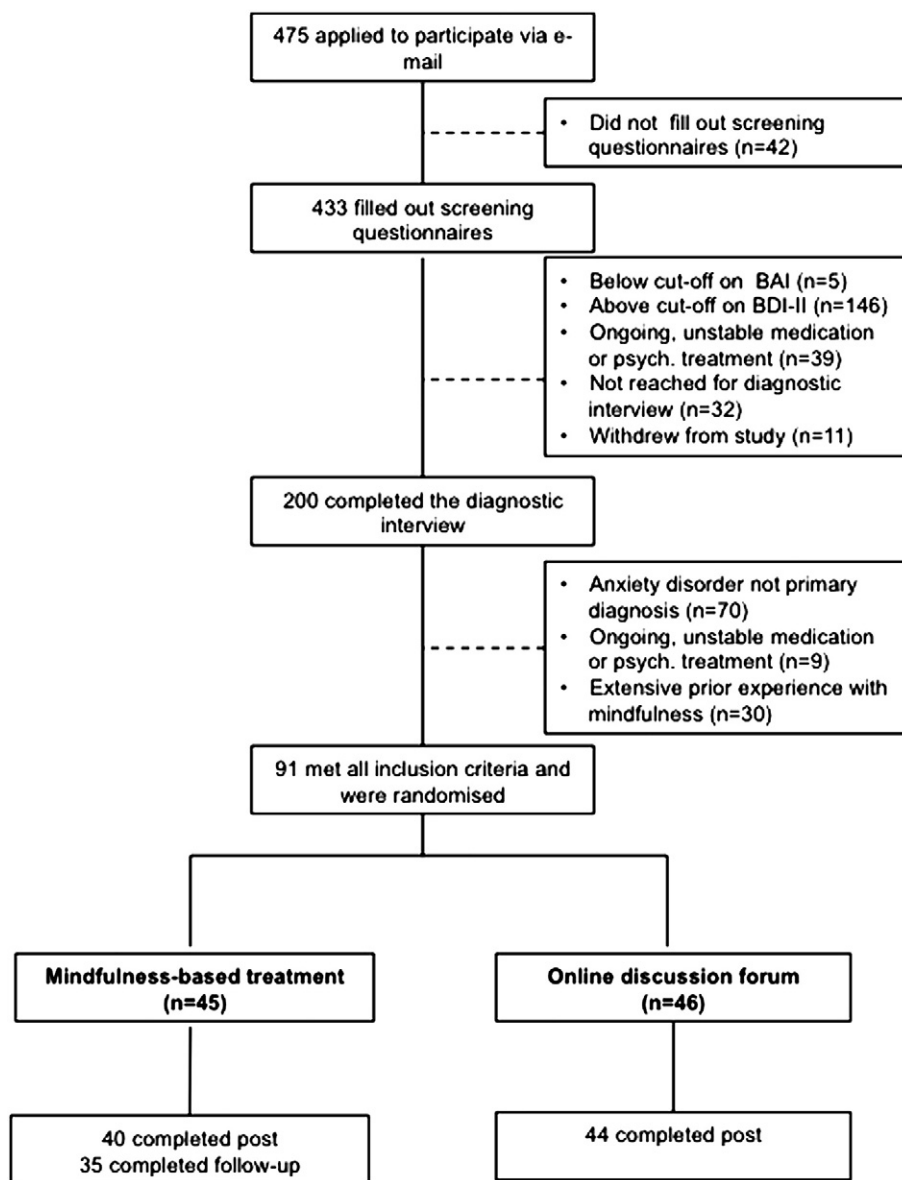 475 applied to participate via e-
mail
• Did not fill out screening
questionnaires (n=42)
433 filled out screening
questionnaires
• Below cut-off on BAI (n=5)
• Above cut-off on BDI-II (n=146)
• Ongoing, unstable medication
or psych. treatment (n=39)
• Not reached for diagnostic
interview (n=32)
• Withdrew from study (n=11)
200 completed the diagnostic
interview
• Anxiety disorder not primary
diagnosis (n=70)
• Ongoing, unstable medication
or psych. treatment (n=9)
• Extensive prior experience with
mindfulness (n=30)
91 met all inclusion criteria and
were randomised
Mindfulness-based treatment
(n=45)
Online discussion forum
(n=46)
40 completed post
35 completed follow-up
44 completed post